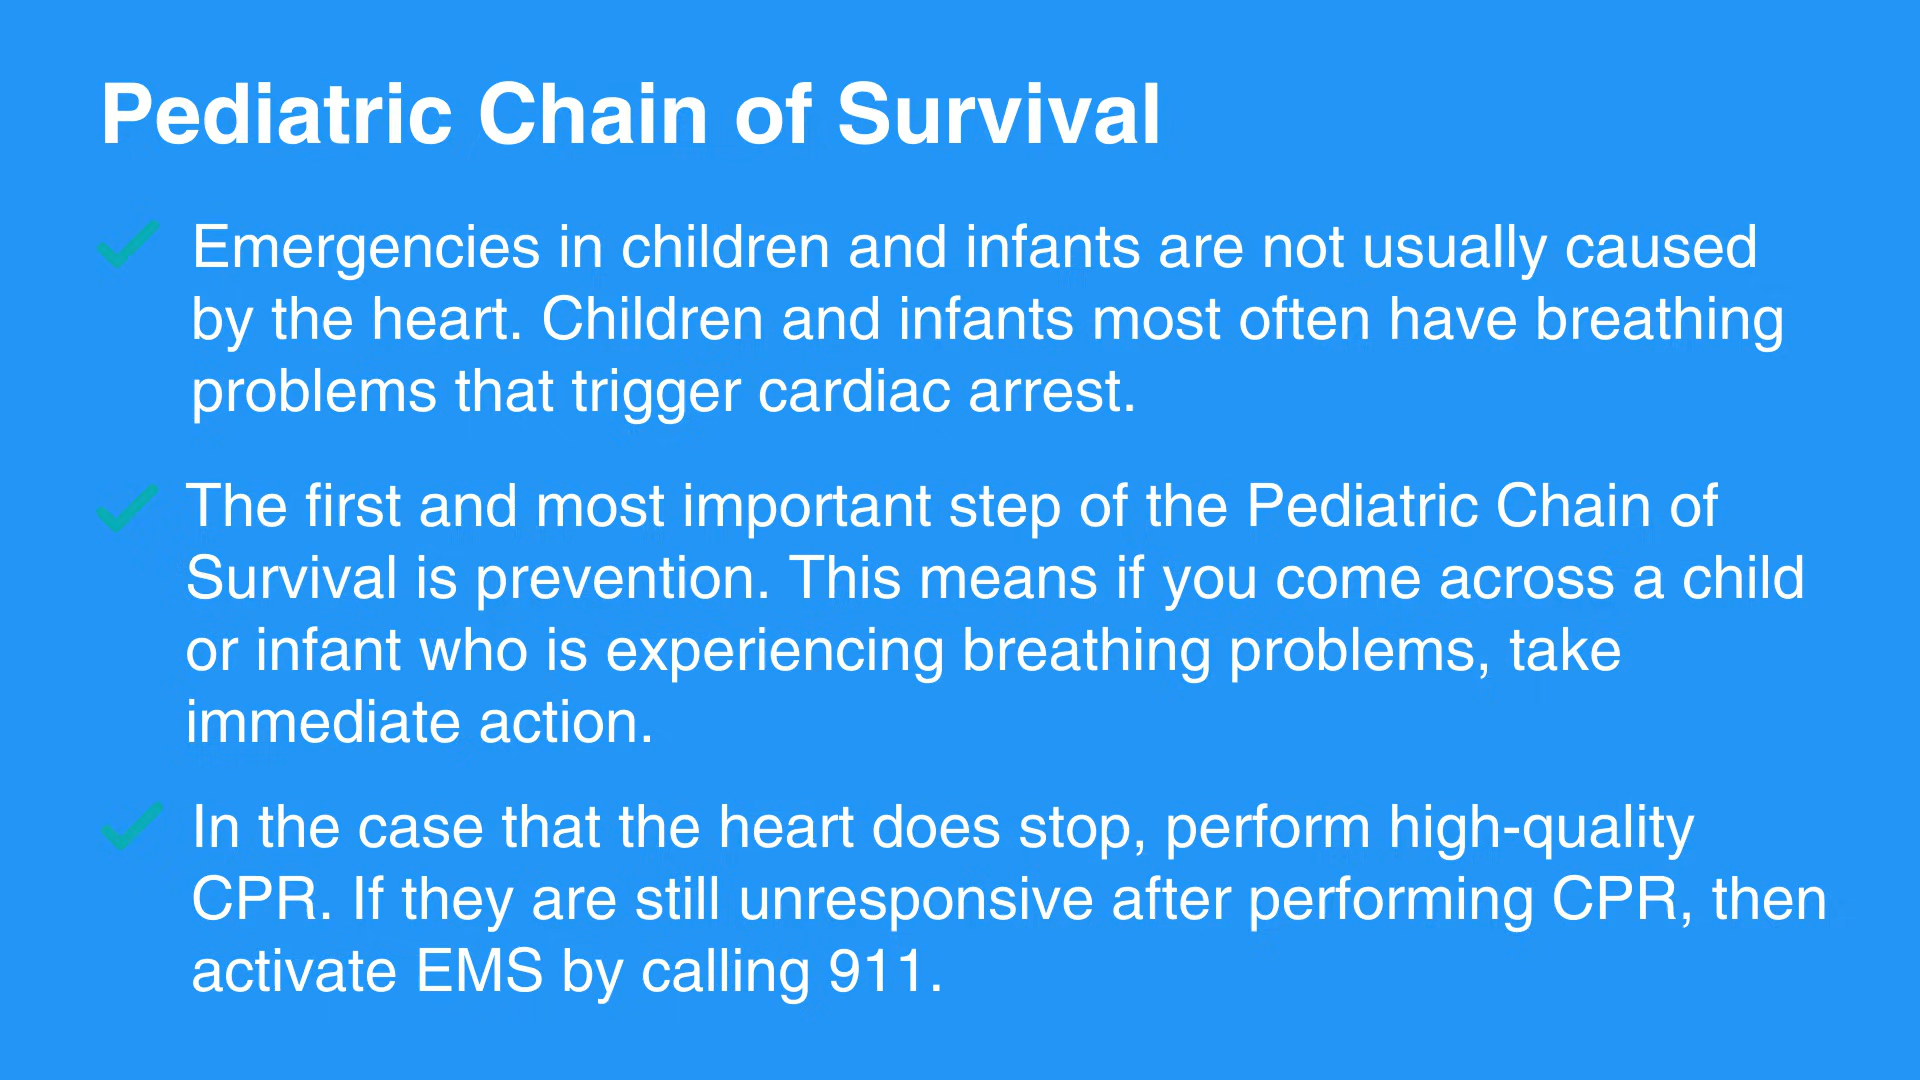 Pediatric Chain of Survival
Emergencies in children and infants are not usually caused
by the heart. Children and infants most often have breathing
problems that trigger cardiac arrest.
The first and most important step of the Pediatric Chain of
Survival is prevention. This means if you come across a child
or infant who is experiencing breathing problems, take
immediate action.
In the case that the heart does stop, perform high-quality
CPR. If they are still unresponsive after performing CPR, then
activate EMS by calling 911.